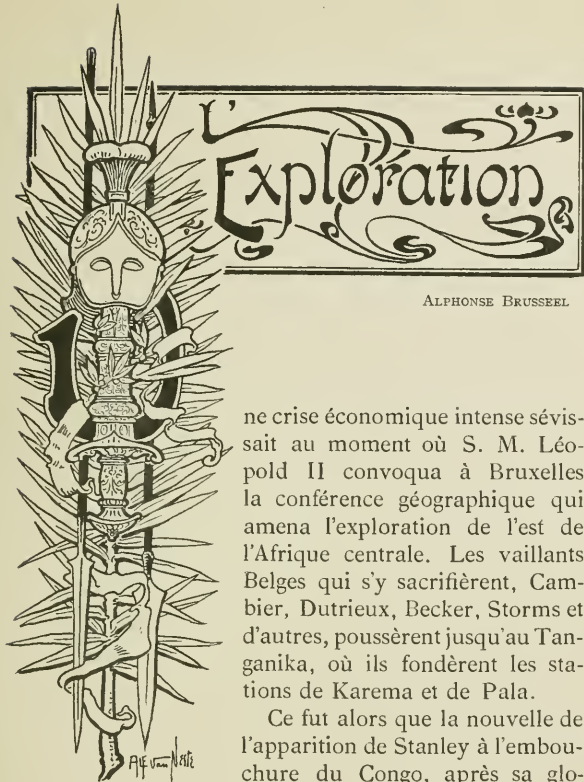 L'
Exploration
ALPHONSE BRUSSEEL
U
ne crise économique intense sévis-
sait au moment où S. M. Léo-
pold II convoqua à Bruxelles
la conférence géographique qui
amena l'exploration de l'est de
l'Afrique centrale. Les vaillants
Belges qui s'y sacrifièrent, Cam-
bier, Dutrieux, Becker, Storms et
d'autres, poussèrent jusqu'au Tan-
ganika, où ils fondèrent les sta-
tions de Karema et de Pala.
Ce fut alors que la nouvelle de
l'apparition de Stanley à l'embou-
chure du Congo, après sa glo-
Alf Van Neste